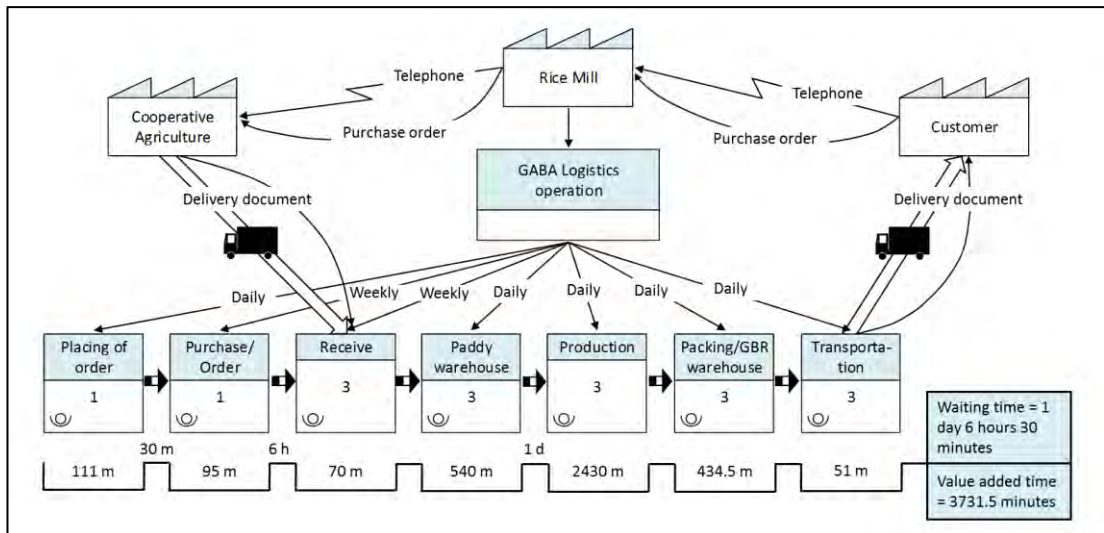 Rice Mill
Telephone
Purchase order
Telephone
Purchase order
Cooperative
Agriculture
Customer
GABA Logistics
operation
Delivery document
Delivery document
Daily
Weekly
Weekly
Daily
Daily
Daily
Daily
Placing of
order
1
Purchase/
Order
1
Receive
3
Paddy
warehouse
3
Production
3
Packing/GBR
warehouse
3
Transporta-
tion
3
30 m
6 h
1 d
111 m
95 m
70 m
540 m
2430 m
434.5 m
51 m
Waiting time = 1
day 6 hours 30
minutes
Value added time
= 3731.5 minutes